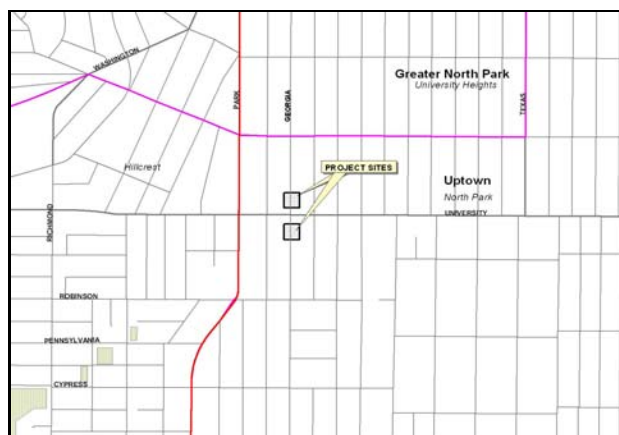 WASHINGTON
Greater North Park
University Heights
PARK
GEORGIA
TEXAS
Hillcrest
PROJECT SITES
Uptown
North Park
UNIVERSITY
RICHMOND
ROBINSON
PENNSYLVANIA
CYPRESS